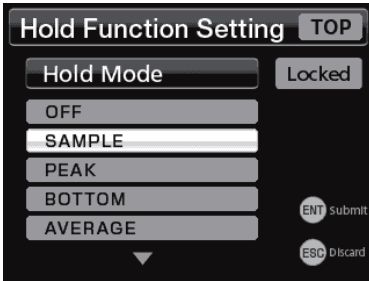 Hold Function Setting TOP
Hold Mode Locked
OFF
SAMPLE
PEAK
BOTTOM
AVERAGE
ENT Submit
ESC Discard